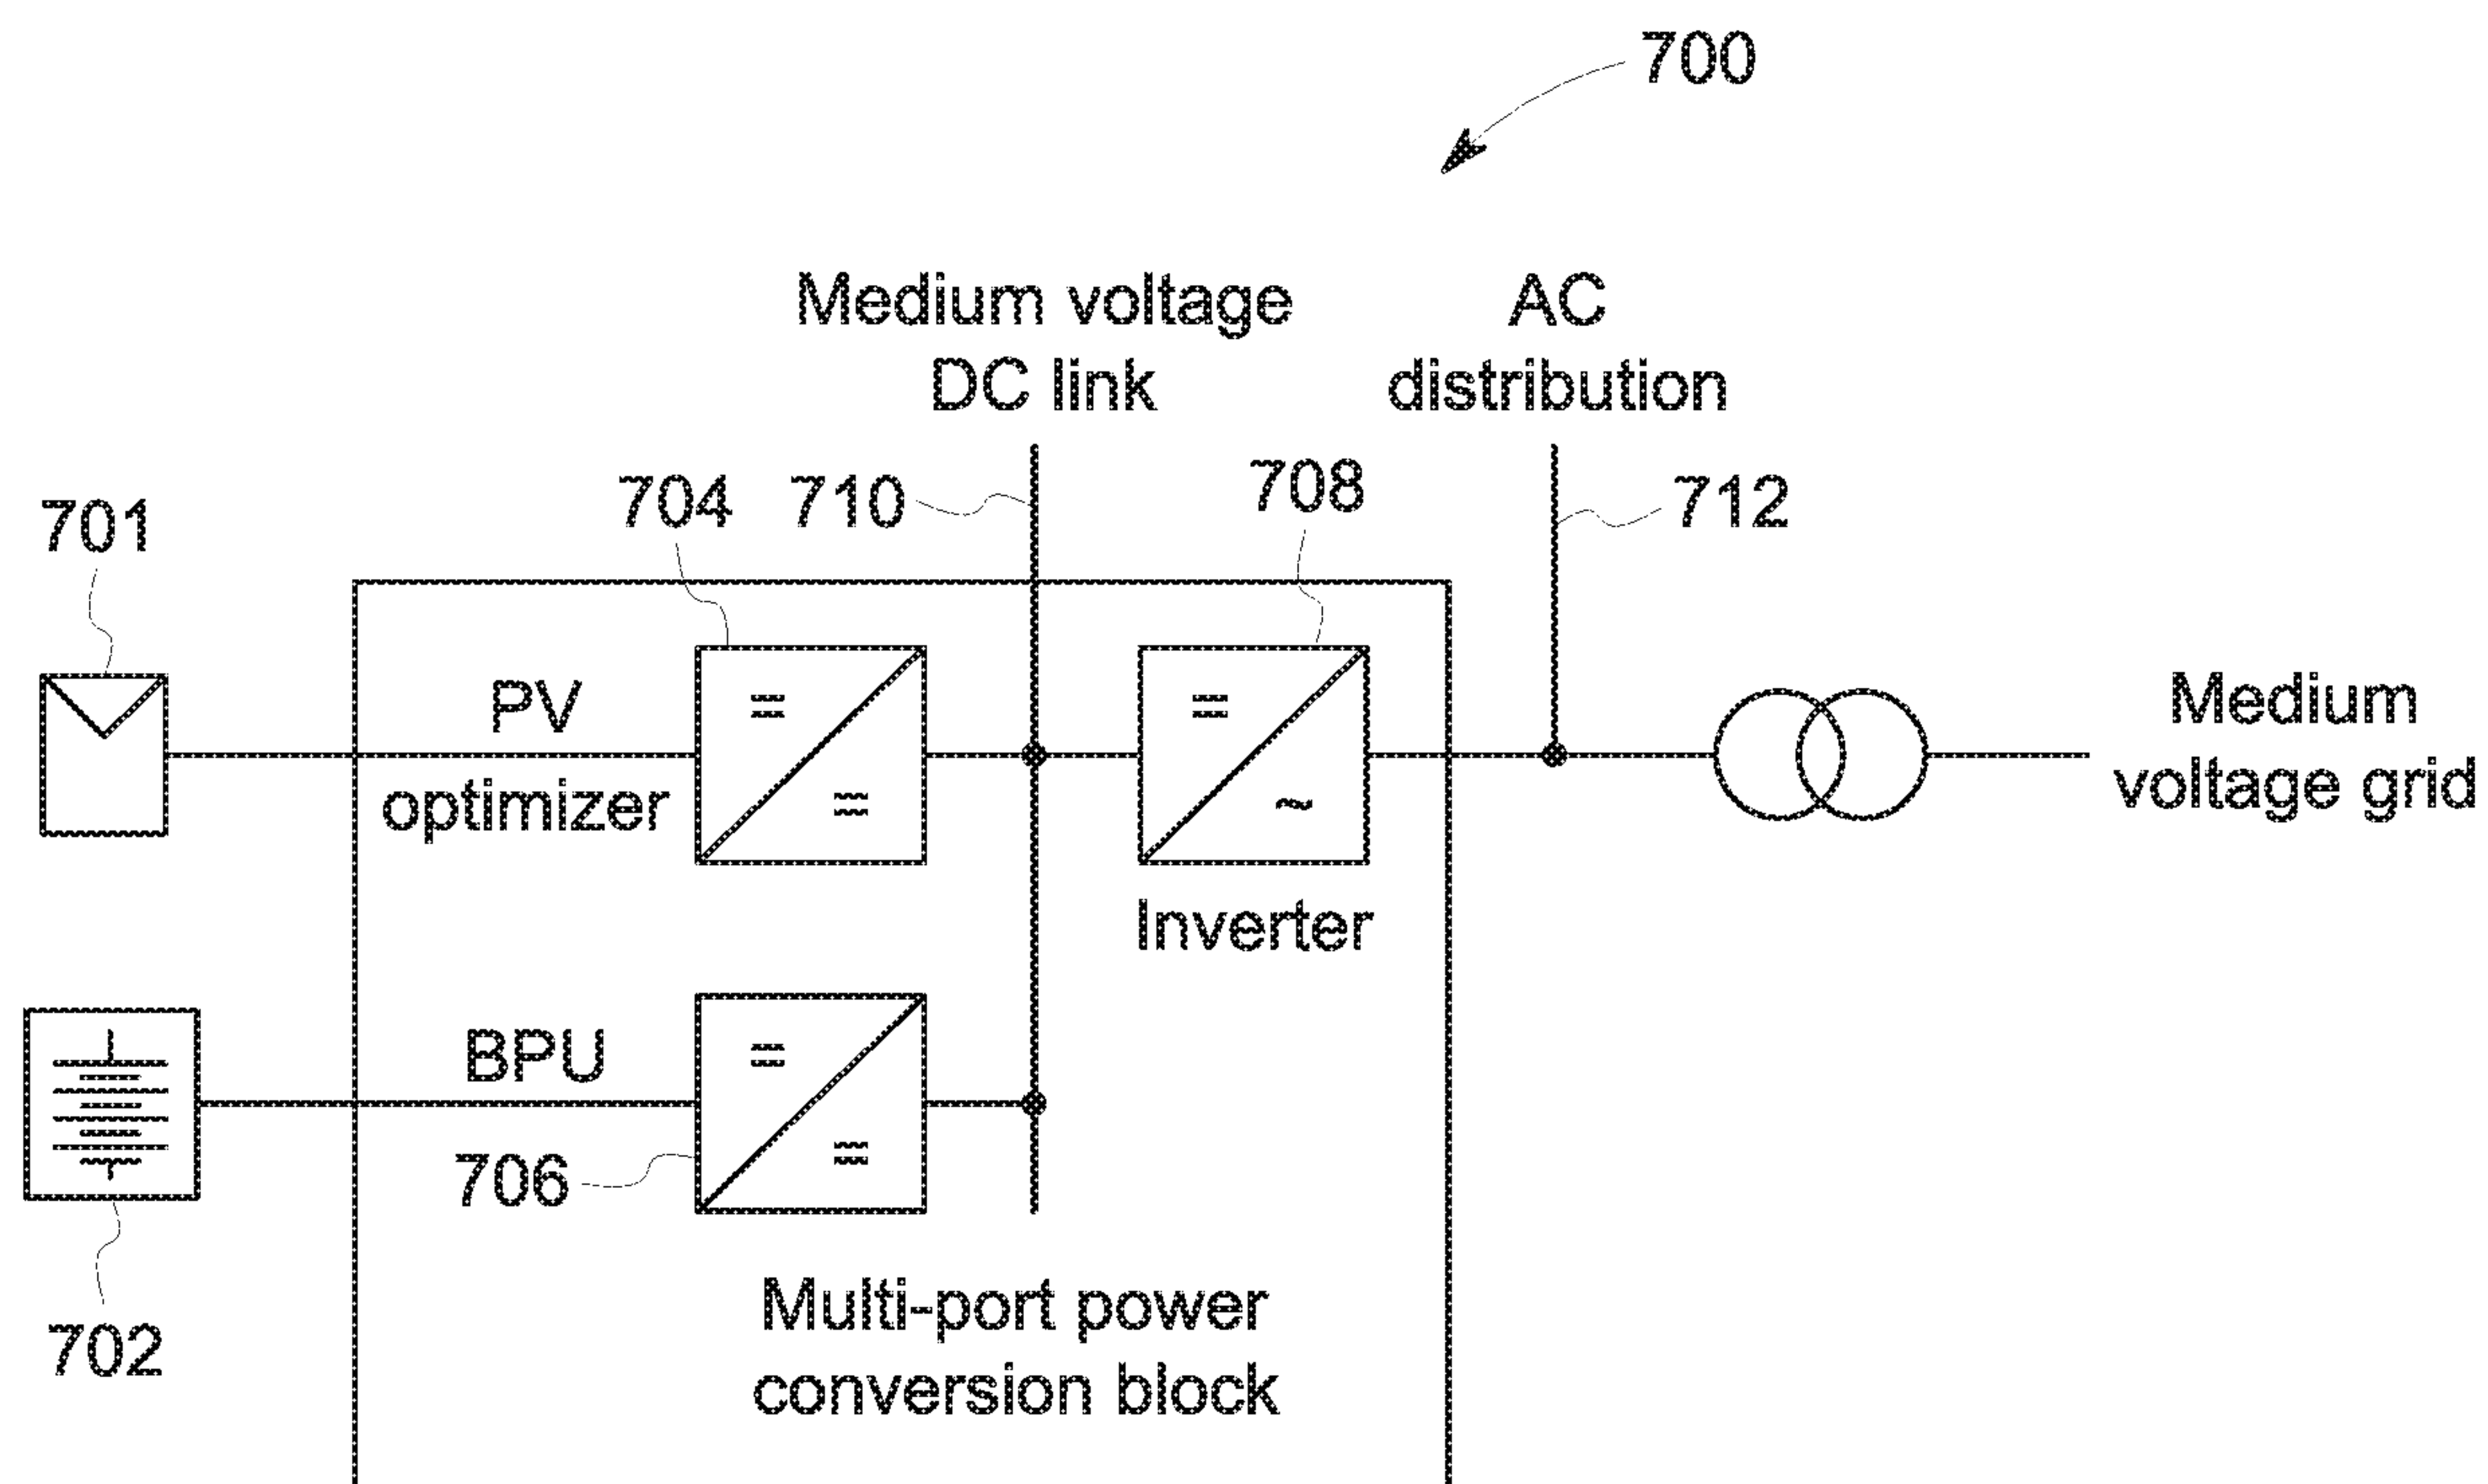 700
Medium voltage
DC link
AC
distribution
701
704
710
708
712
PV
optimizer
=
=
=
~
Inverter
Medium
voltage grid
BPU
706
=
=
702
Multi-port power
conversion block